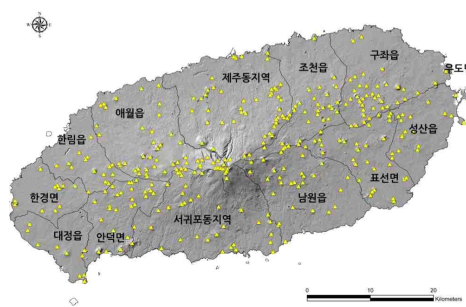 구좌읍
조천읍
제주동지역
우도면
애월읍
성산읍
한림읍
표선면
한경면
남원읍
서귀포동지역
안덕면
대정읍
0 10 20
Kilometers